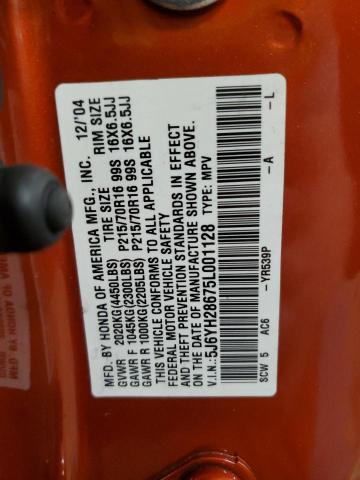 MFD. BY HONDA OF AMERICA MFG., INC. 12/'04
TIRE SIZE RIM SIZE
GVWR 2020KG(4450LBS)
GAWR F 1045KG(2300LBS) P215/70R16 99S 16X6.5JJ
GAWR R 1000KG(2205LBS) P215/70R16 99S 16X6.5JJ
THIS VEHICLE CONFORMS TO ALL APPLICABLE
FEDERAL MOTOR VEHICLE SAFETY
AND THEFT PREVENTION STANDARDS IN EFFECT
ON THE DATE OF MANUFACTURE SHOWN ABOVE.
V.I.N.:5J6YH28675L001128 TYPE: MPV
SCW 5 AC6 -YR539P -A -L